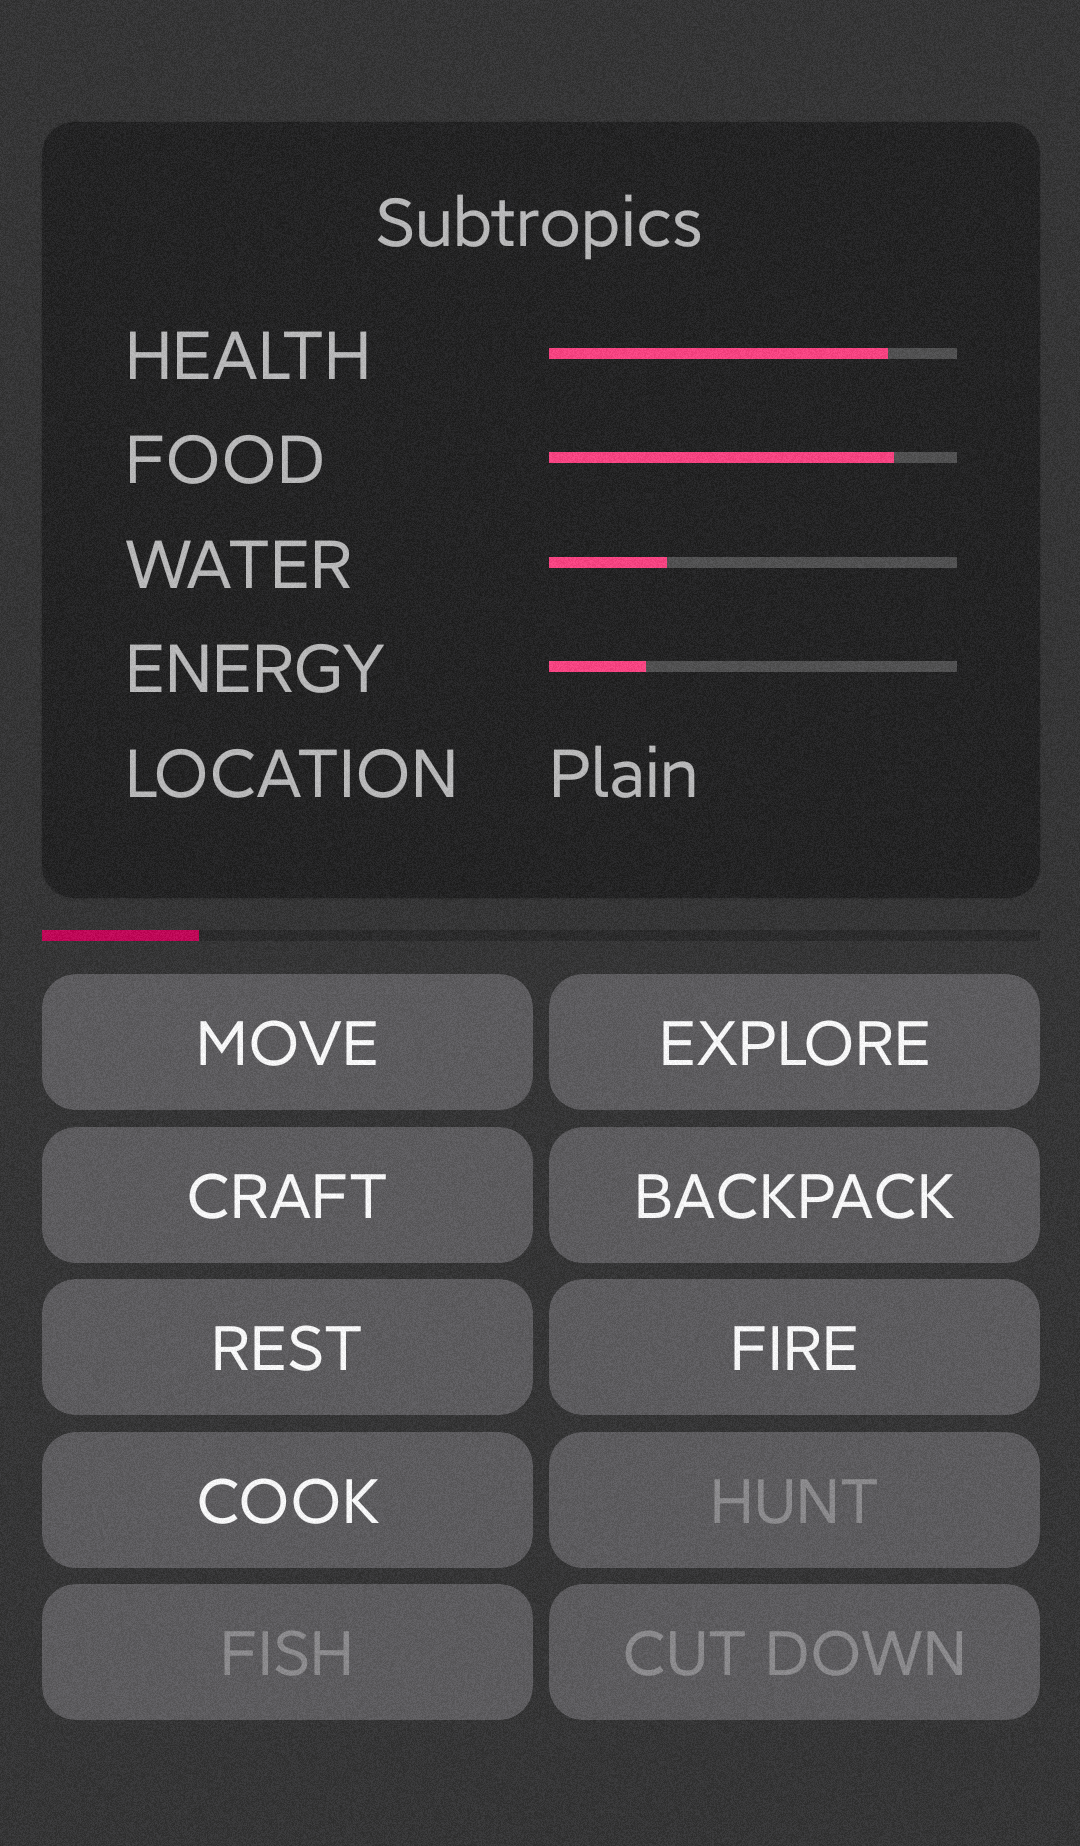 Subtropics
HEALTH
FOOD
WATER
ENERGY
LOCATION Plain
MOVE EXPLORE
CRAFT BACKPACK
REST FIRE
COOK HUNT
FISH CUT DOWN